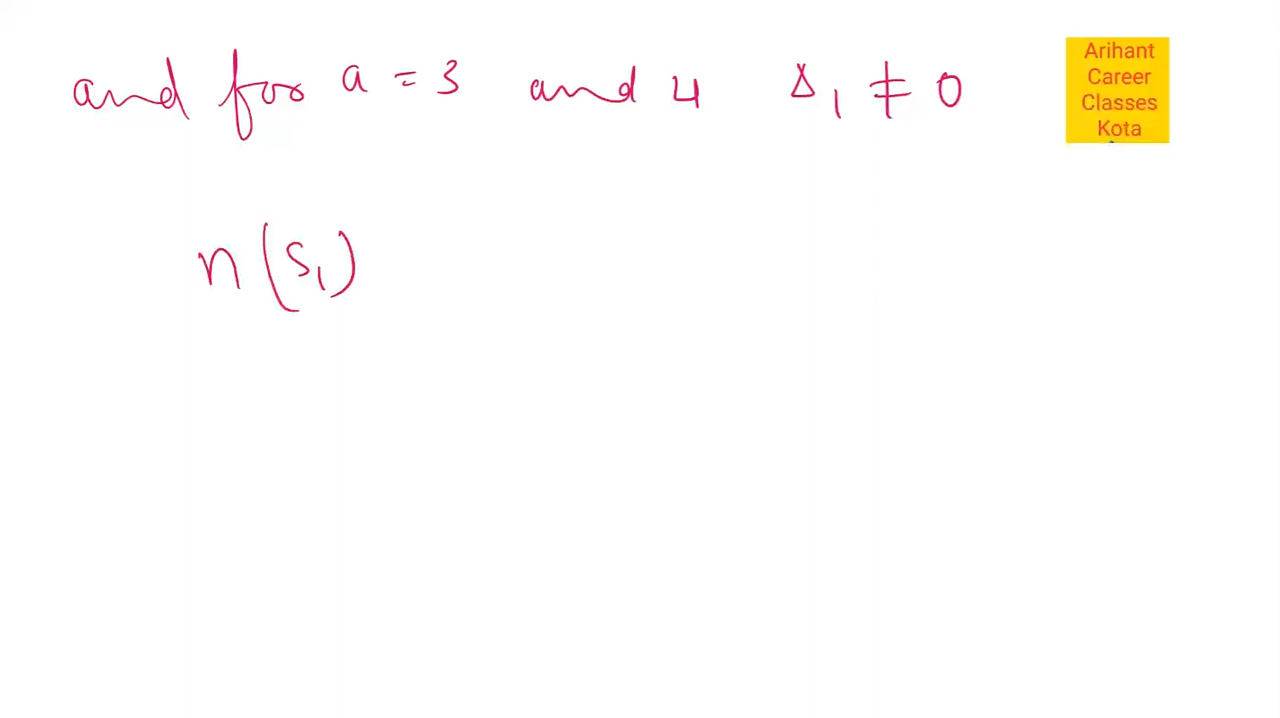 and for a = 3 and 4 Δ₁ ≠ 0
Arihant
Career
Classes
Kota
n(S₁)